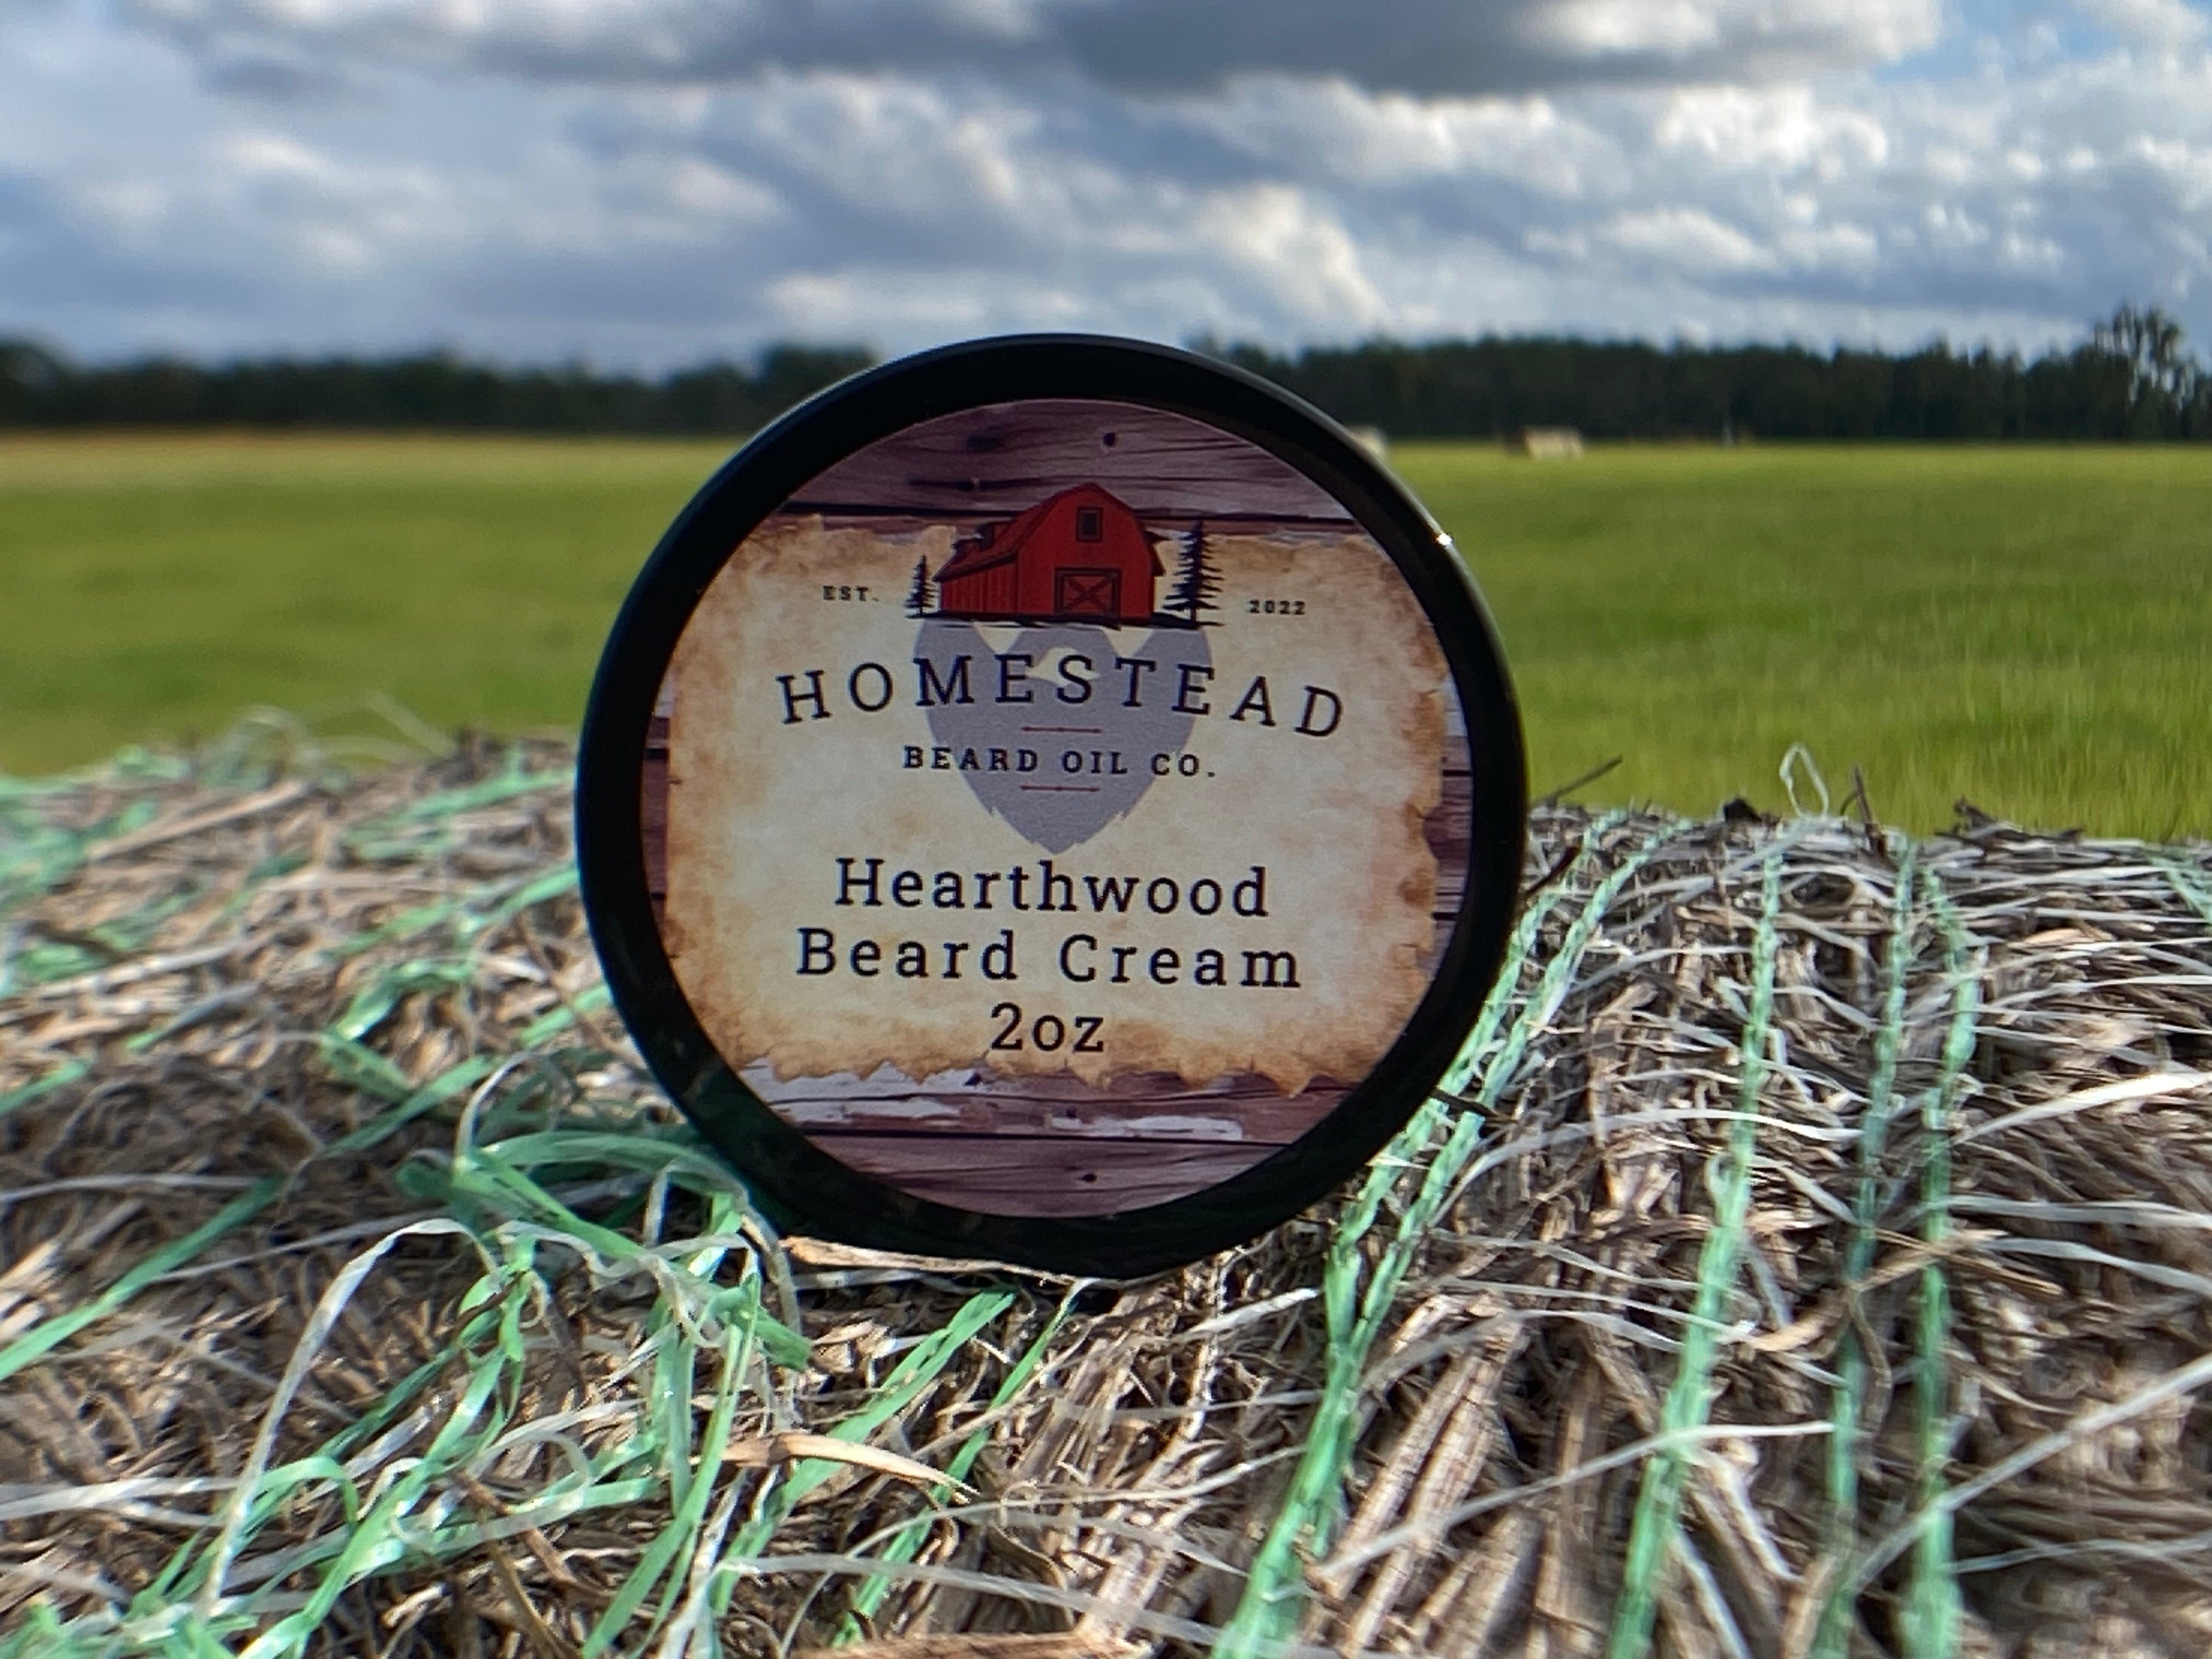 EST. 2022
HOMESTEAD
BEARD OIL CO.
Hearthwood
Beard Cream
2oz